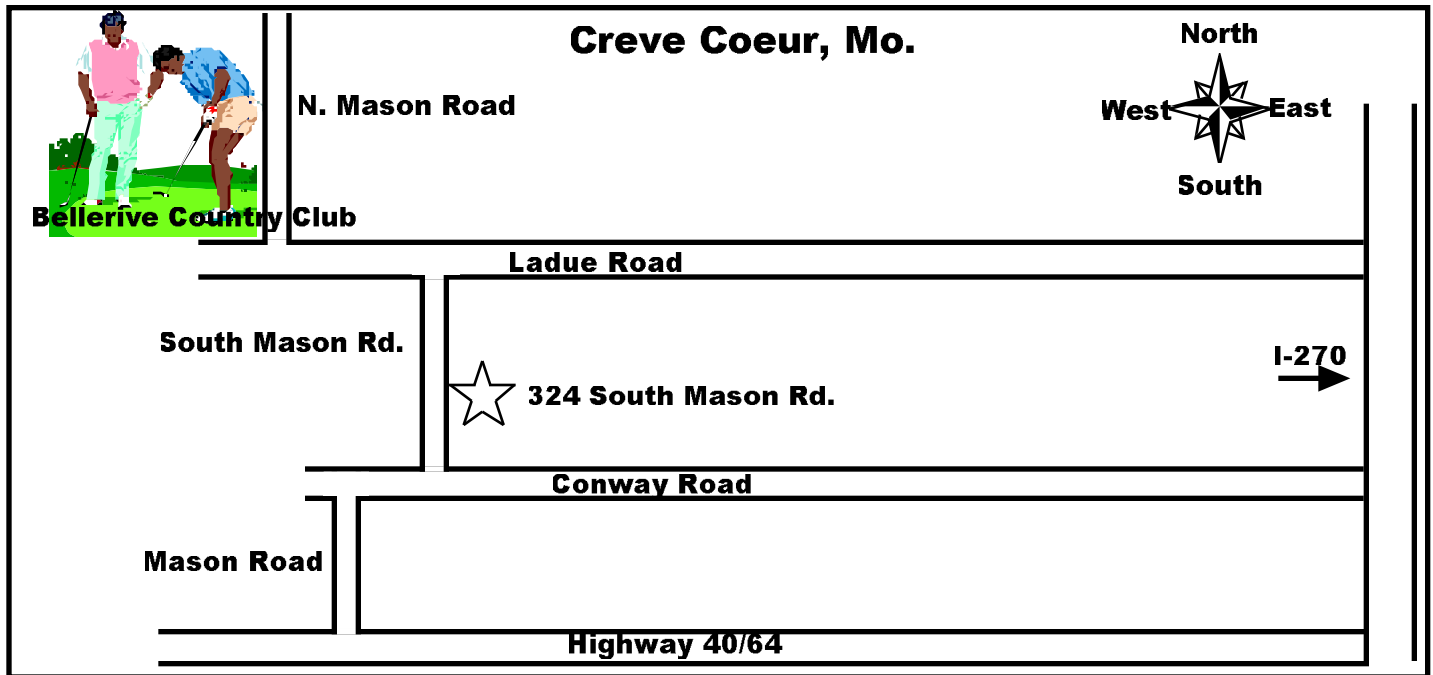 Creve Coeur, Mo.
North
West East
South
N. Mason Road
Bellerive Country Club
Ladue Road
South Mason Rd.
I-270
324 South Mason Rd.
Conway Road
Mason Road
Highway 40/64